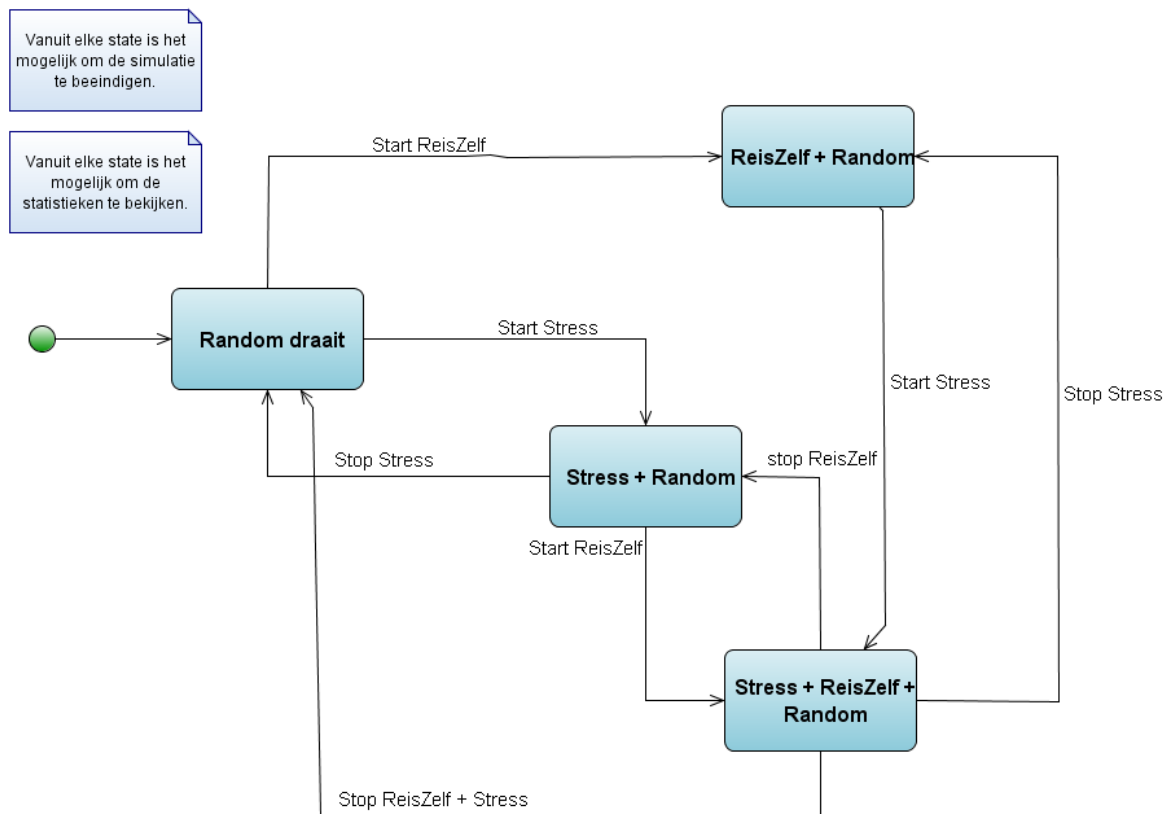 Vanuit elke state is het
mogelijk om de simulatie
te beeindigen.
Vanuit elke state is het
mogelijk om de
statistieken te bekijken.
Start ReisZelf
ReisZelf + Random
Random draait
Start Stress
Start Stress
Stop Stress
Stop Stress
Stress + Random
stop ReisZelf
Start ReisZelf
Stress + ReisZelf +
Random
Stop ReisZelf + Stress